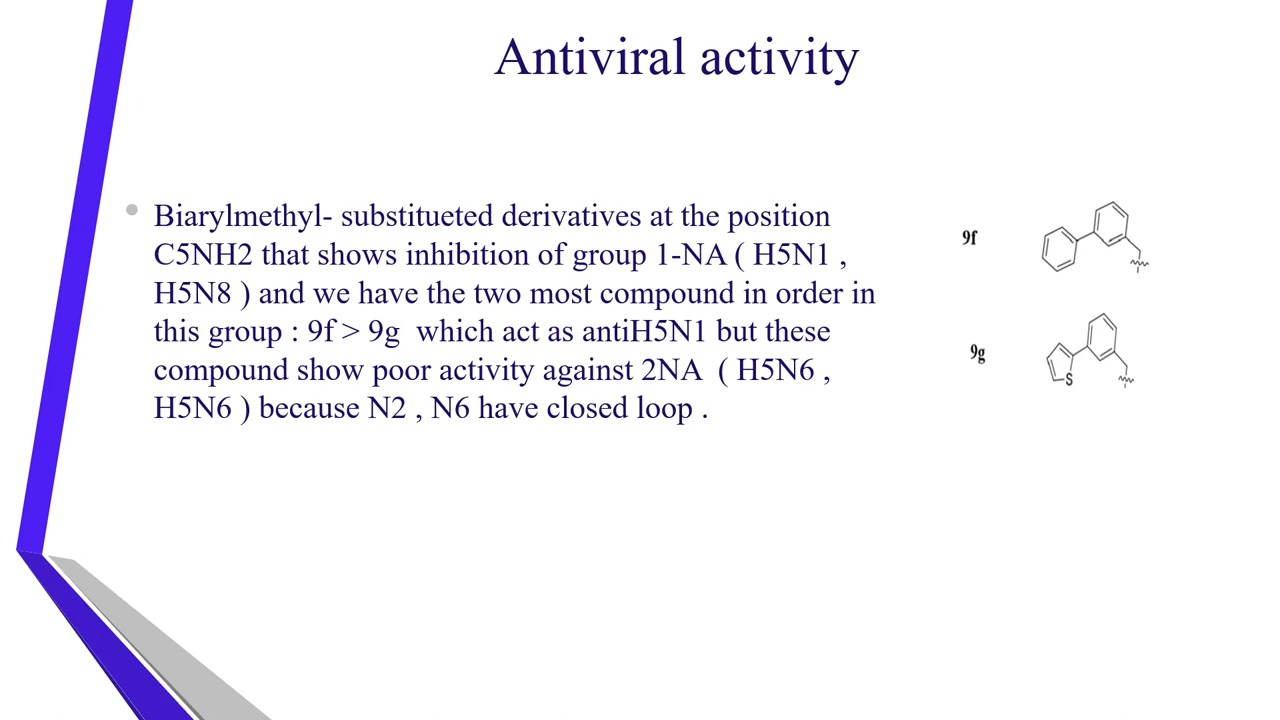 Antiviral activity
Biarylmethyl- substitueted derivatives at the position
C5NH2 that shows inhibition of group 1-NA ( H5N1 ,
H5N8 ) and we have the two most compound in order in
this group : 9f > 9g  which act as antiH5N1 but these
compound show poor activity against 2NA  ( H5N6 ,
H5N6 ) because N2 , N6 have closed loop .
9f
9g
S